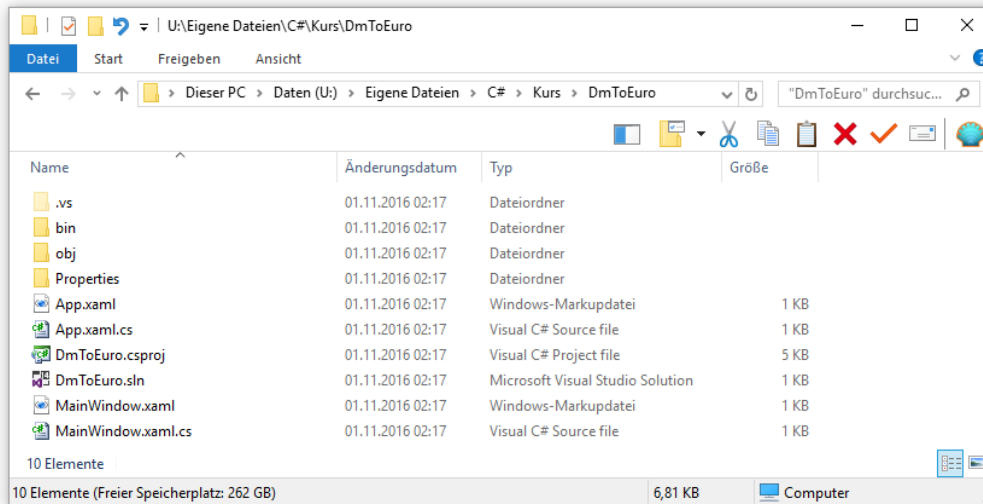 U:\Eigene Dateien\C#\Kurs\DmToEuro
Datei Start Freigeben Ansicht
Dieser PC > Daten (U:) > Eigene Dateien > C# > Kurs > DmToEuro "DmToEuro" durchsuc...
Name Änderungsdatum Typ Größe
.vs 01.11.2016 02:17 Dateiordner
bin 01.11.2016 02:17 Dateiordner
obj 01.11.2016 02:17 Dateiordner
Properties 01.11.2016 02:17 Dateiordner
App.xaml 01.11.2016 02:17 Windows-Markupdatei 1 KB
App.xaml.cs 01.11.2016 02:17 Visual C# Source file 1 KB
DmToEuro.csproj 01.11.2016 02:17 Visual C# Project file 5 KB
DmToEuro.sln 01.11.2016 02:17 Microsoft Visual Studio Solution 1 KB
MainWindow.xaml 01.11.2016 02:17 Windows-Markupdatei 1 KB
MainWindow.xaml.cs 01.11.2016 02:17 Visual C# Source file 1 KB
10 Elemente
10 Elemente (Freier Speicherplatz: 262 GB) 6,81 KB Computer